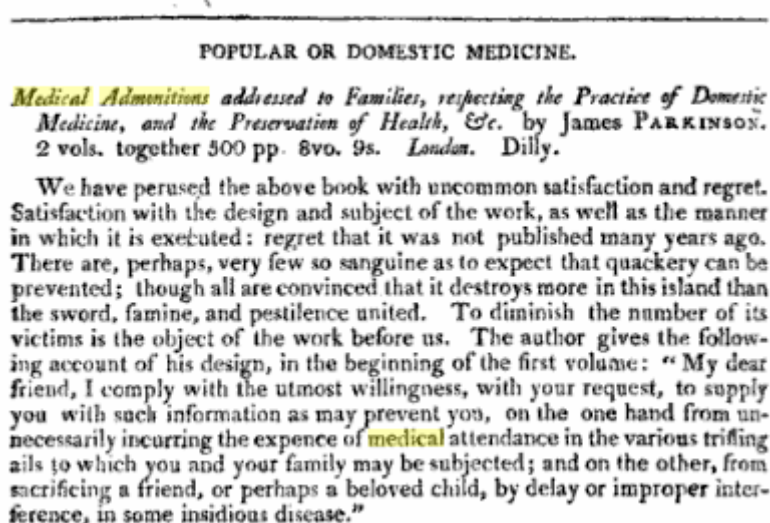 POPULAR OR DOMESTIC MEDICINE.
Medical Admonitions addressed to Families, respecting the Practice of Domestic
Medicine, and the Preservation of Health, &c. by James PARKINSON.
2 vols. together 500 pp. 8vo. 9s. London. Dilly.
We have perused the above book with uncommon satisfaction and regret.
Satisfaction with the design and subject of the work, as well as the manner
in which it is executed: regret that it was not published many years ago.
There are, perhaps, very few so sanguine as to expect that quackery can be
prevented; though all are convinced that it destroys more in this island than
the sword, famine, and pestilence united. To diminish the number of its
victims is the object of the work before us. The author gives the follow-
ing account of his design, in the beginning of the first volume: "My dear
friend, I comply with the utmost willingness, with your request, to supply
you with such information as may prevent you, on the one hand from un-
necessarily incurring the expence of medical attendance in the various trifling
ails to which you and your family may be subjected; and on the other, from
sacrificing a friend, or perhaps a beloved child, by delay or improper inter-
ference, in some insidious disease."